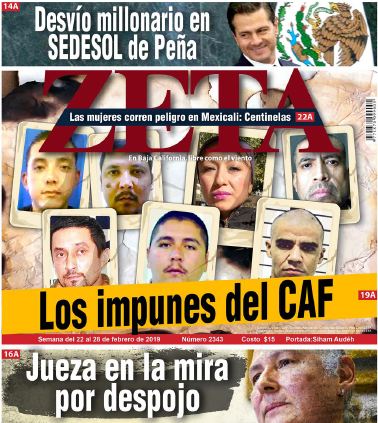 14A
Desvío millonario en
SEDESOL de Peña
ZETA
Las mujeres corren peligro en Mexicali: Centinelas 22A
En Baja California, libre como el viento
Los impunes del CAF
19A
Semana del 22 al 28 de febrero de 2019 Número 2343 Costo $15 Portada:Siham Audéh
16A
Jueza en la mira
por despojo